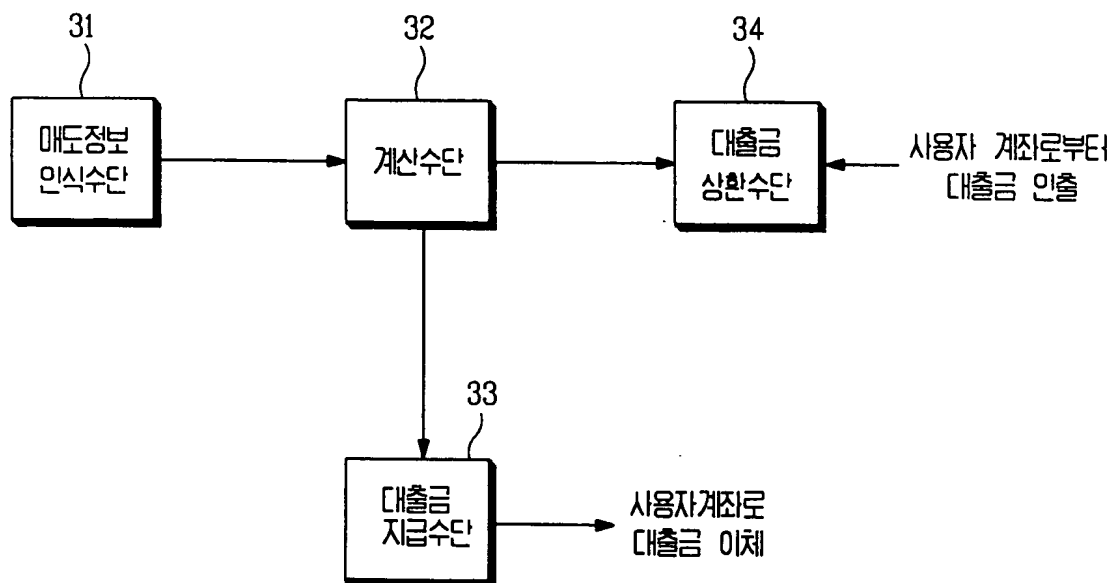 31
32
34
매도정보
인식수단
계산수단
대출금
상환수단
사용자 계좌로부터
대출금 인출
33
대출금
지급수단
사용자계좌로
대출금 이체